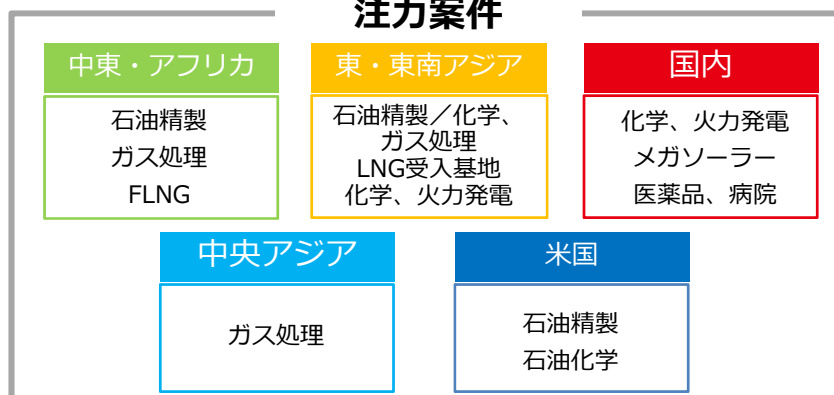 注力案件
中東・アフリカ
石油精製
ガス処理
FLNG
東・東南アジア
石油精製／化学、
ガス処理
LNG受入基地
化学、火力発電
国内
化学、火力発電
メガソーラー
医薬品、病院
中央アジア
ガス処理
米国
石油精製
石油化学